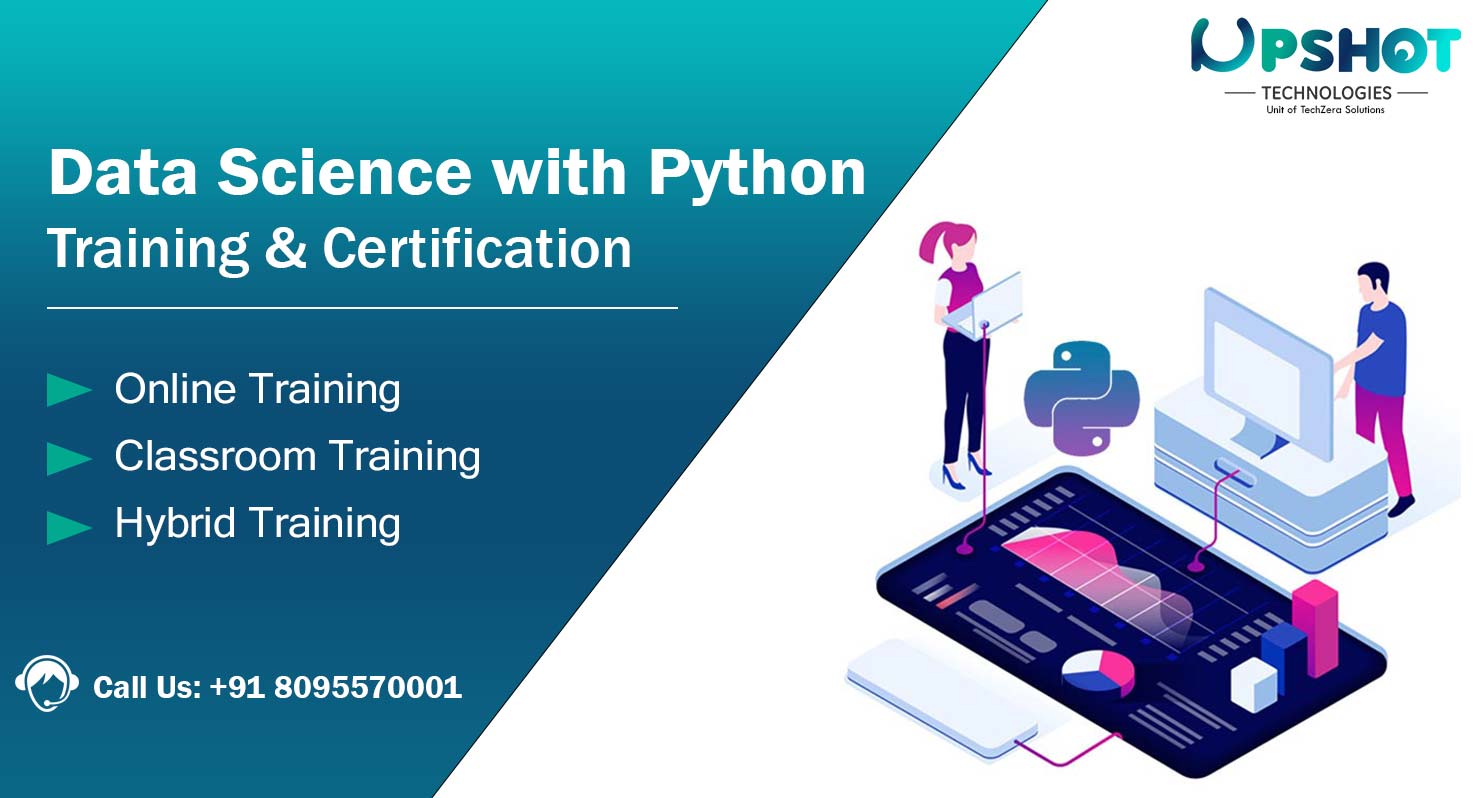 UPSHOT
TECHNOLOGIES
Unit of TechZera Solutions
Data Science with Python
Training & Certification
Online Training
Classroom Training
Hybrid Training
Call Us: +91 8095570001